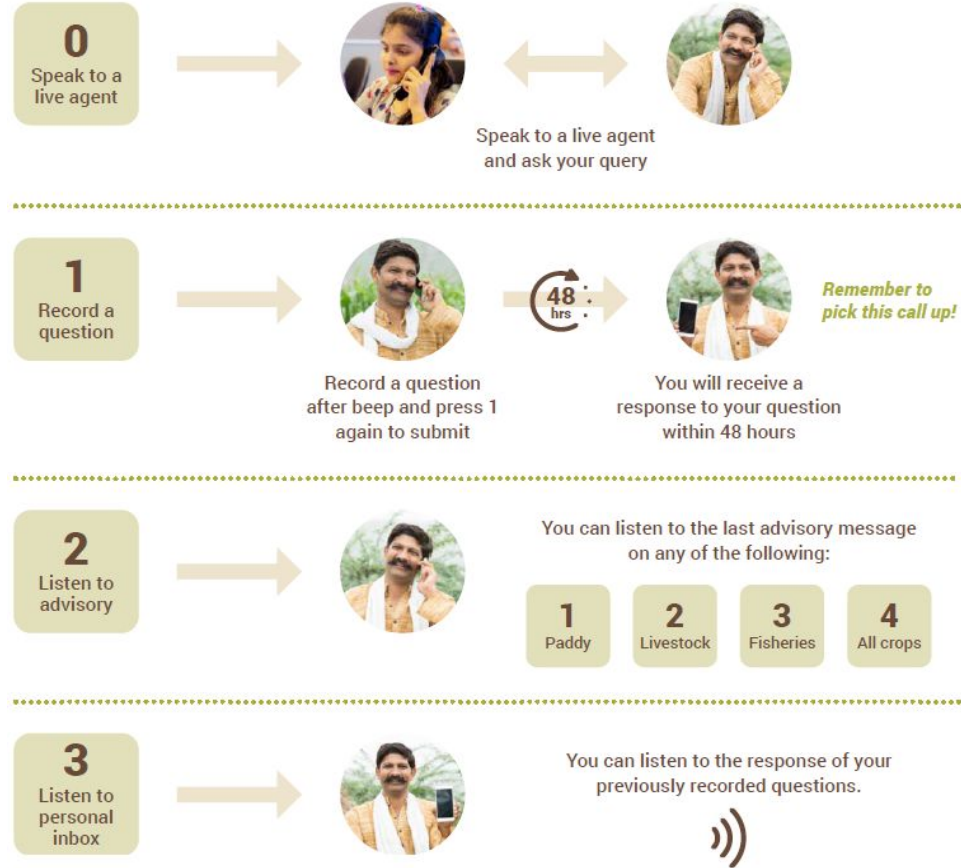 0
Speak to a
live agent
Speak to a live agent
and ask your query
1
Record a
question
48
hrs
Remember to
pick this call up!
Record a question
after beep and press 1
again to submit
You will receive a
response to your question
within 48 hours
2
Listen to
advisory
You can listen to the last advisory message
on any of the following:
1
Paddy
2
Livestock
3
Fisheries
4
All crops
3
Listen to
personal
inbox
You can listen to the response of your
previously recorded questions.